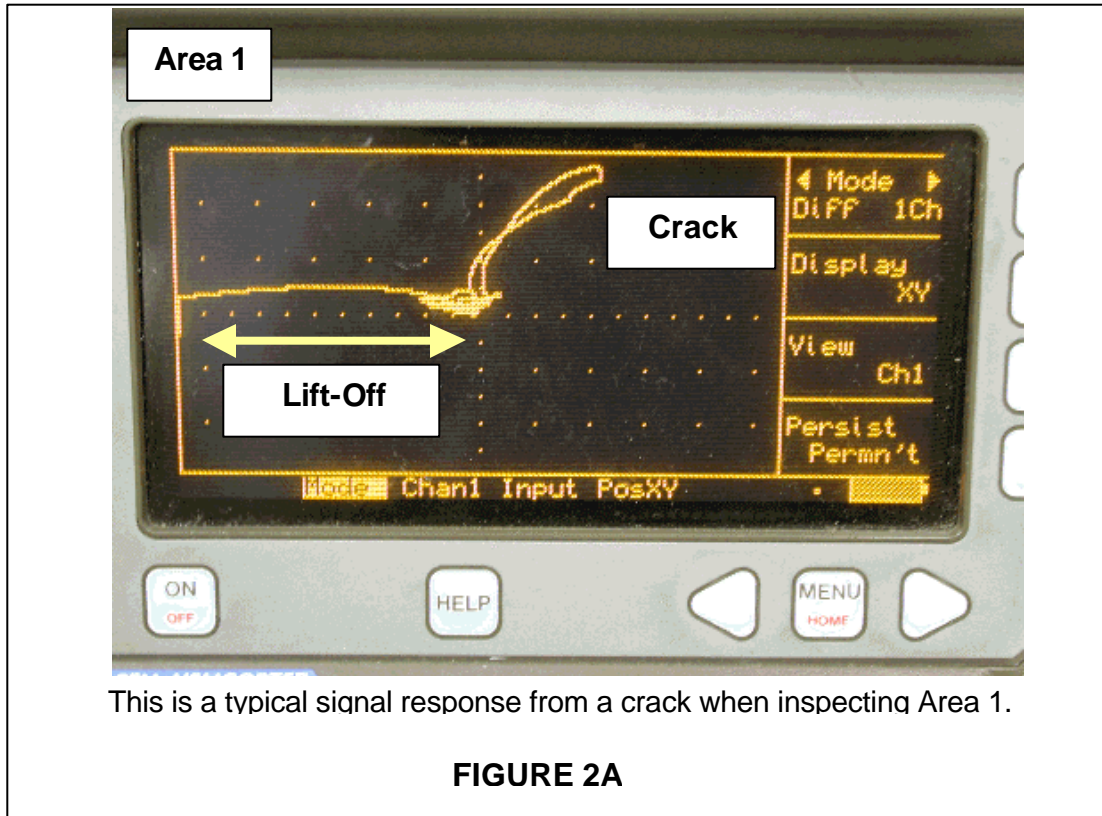 Area 1
◀ Mode ▶
Diff 1Ch
Crack
Display
XY
View
Ch1
Lift-Off
Persist
Permn't
Mode Chan1 Input PosXY
ON
OFF
HELP
MENU
HOME
This is a typical signal response from a crack when inspecting Area 1.
FIGURE 2A